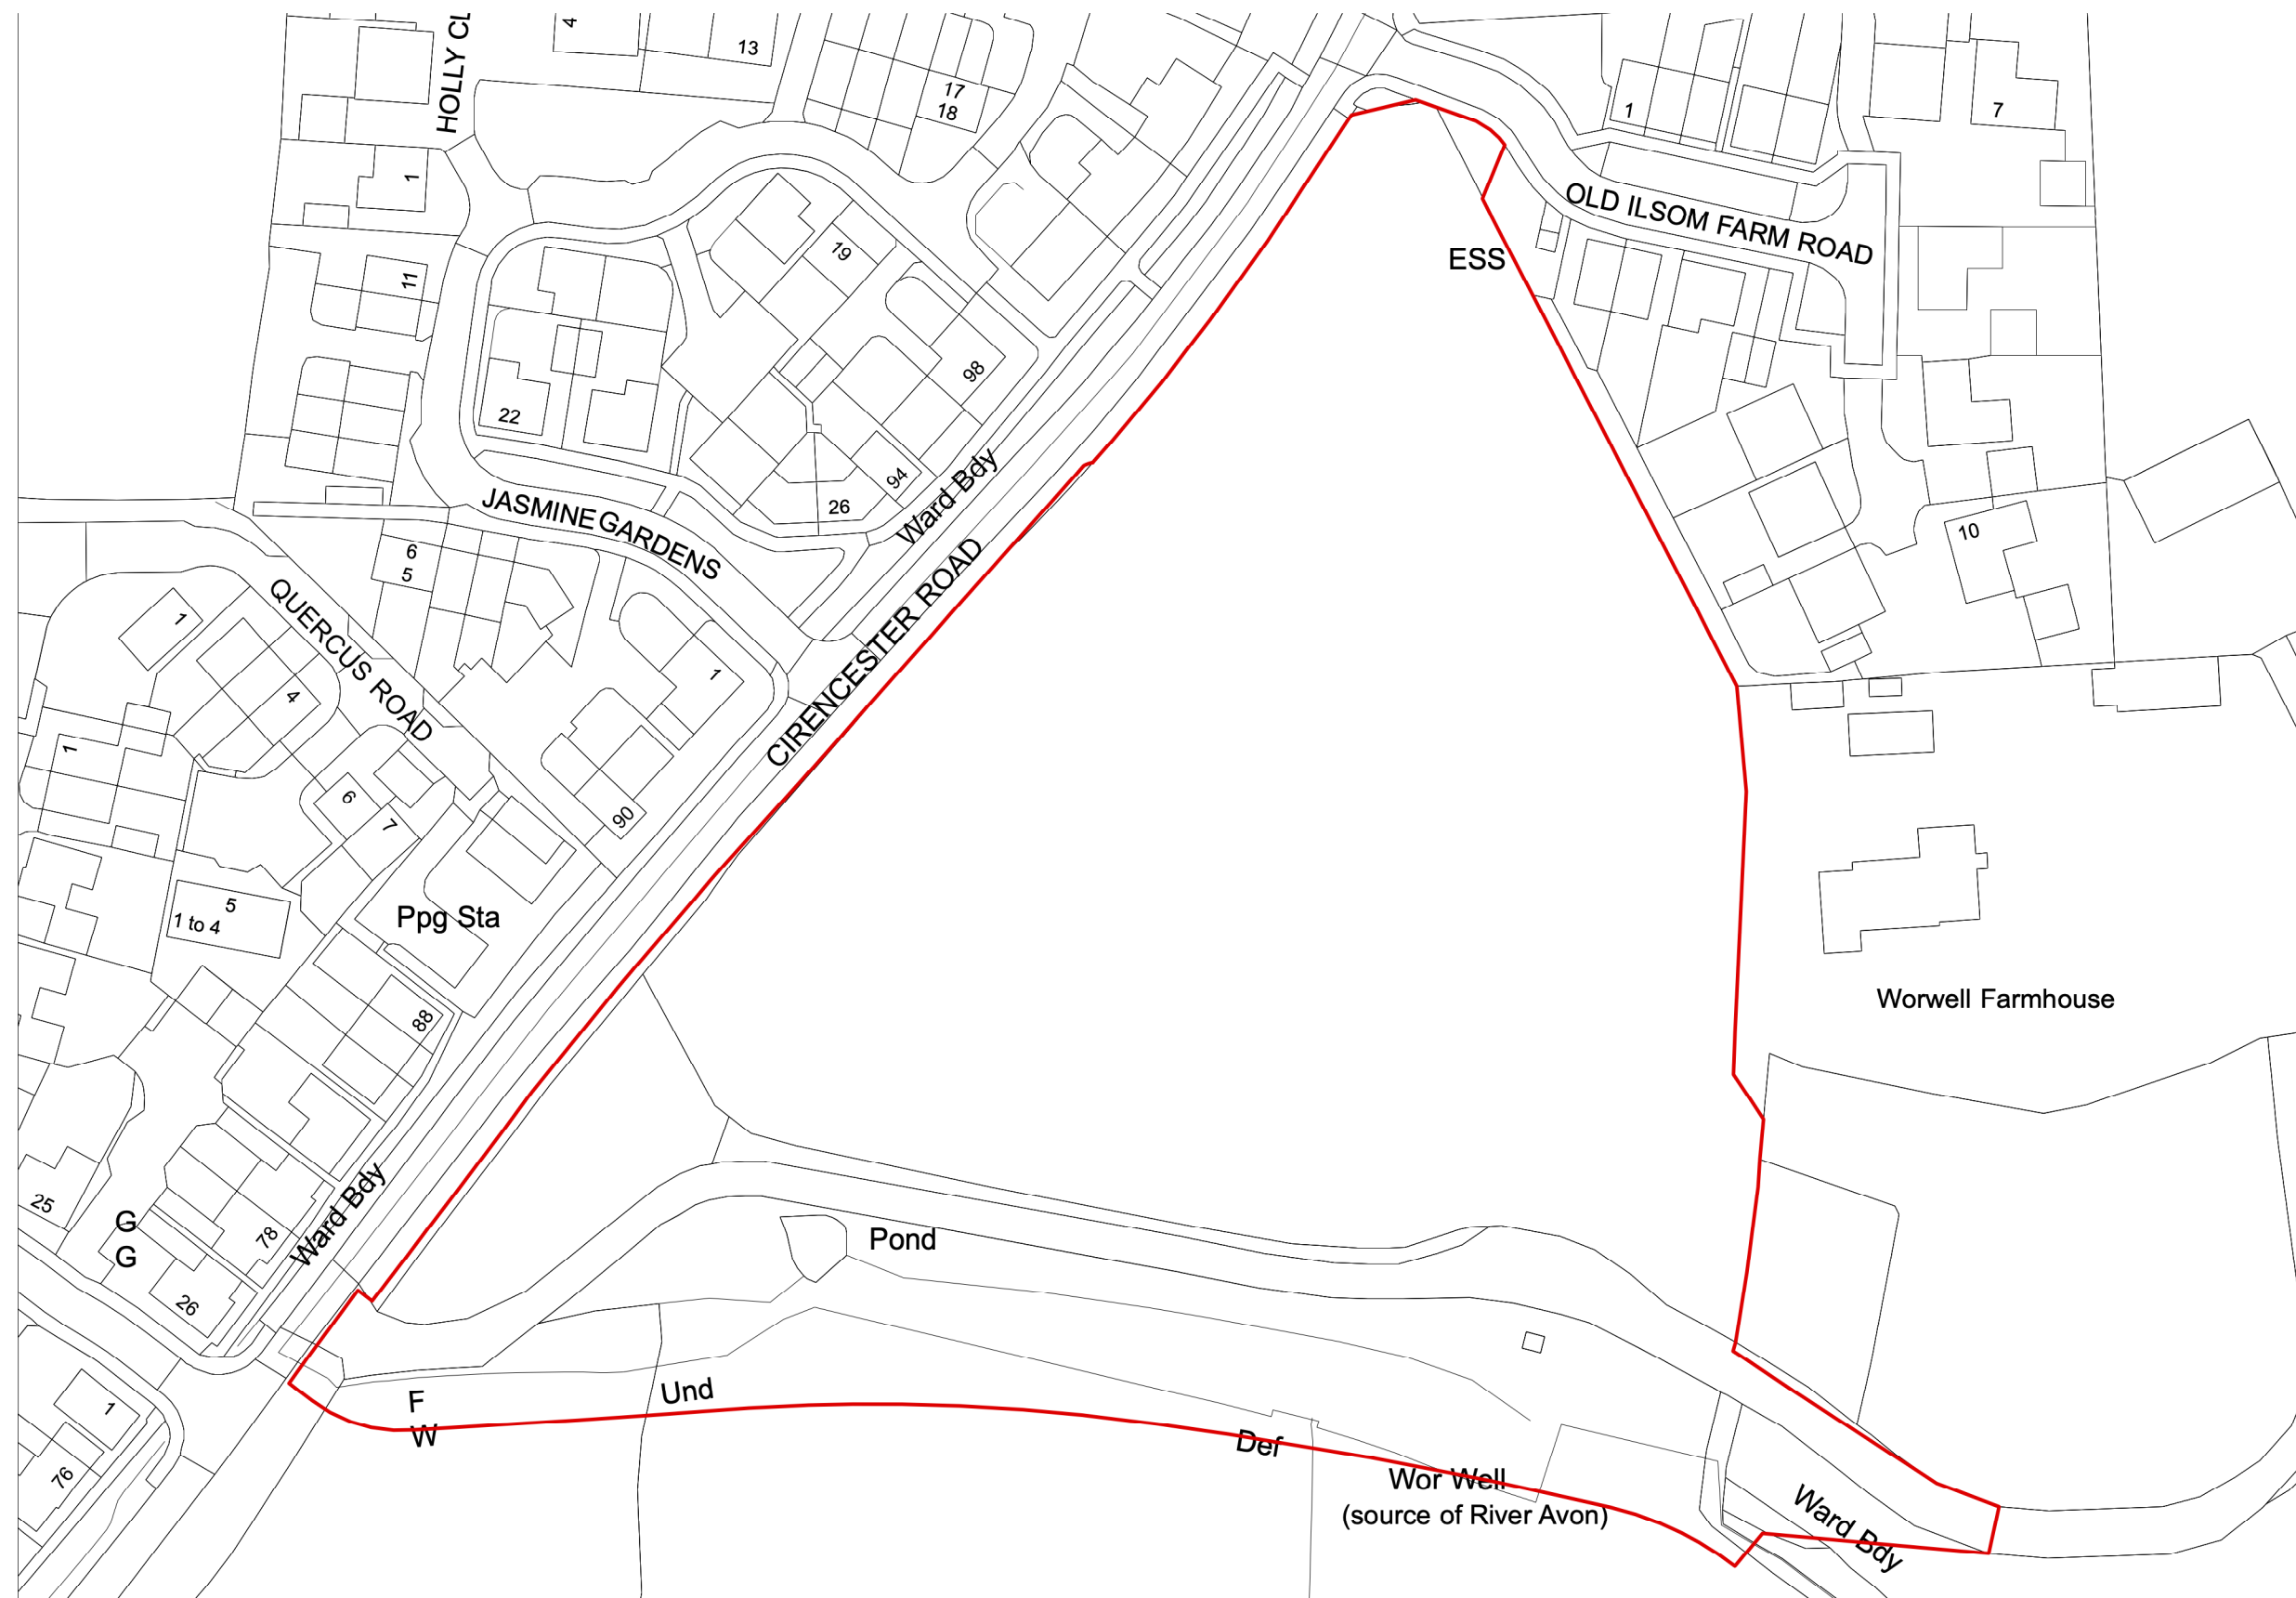 HOLLY CL
4
13
17
18
1
7
1
OLD ILSOM FARM ROAD
19
ESS
11
98
22
94
26
Ward Bdy
JASMINE GARDENS
10
6
5
CIRENCESTER ROAD
QUERCUS ROAD
1
1
4
1
6
7
90
5
1 to 4
Ppg Sta
Worwell Farmhouse
88
25
G
G
78
Ward Bdy
Pond
26
Und
F
W
1
Def
76
Wor Well
(source of River Avon)
Ward Bdy